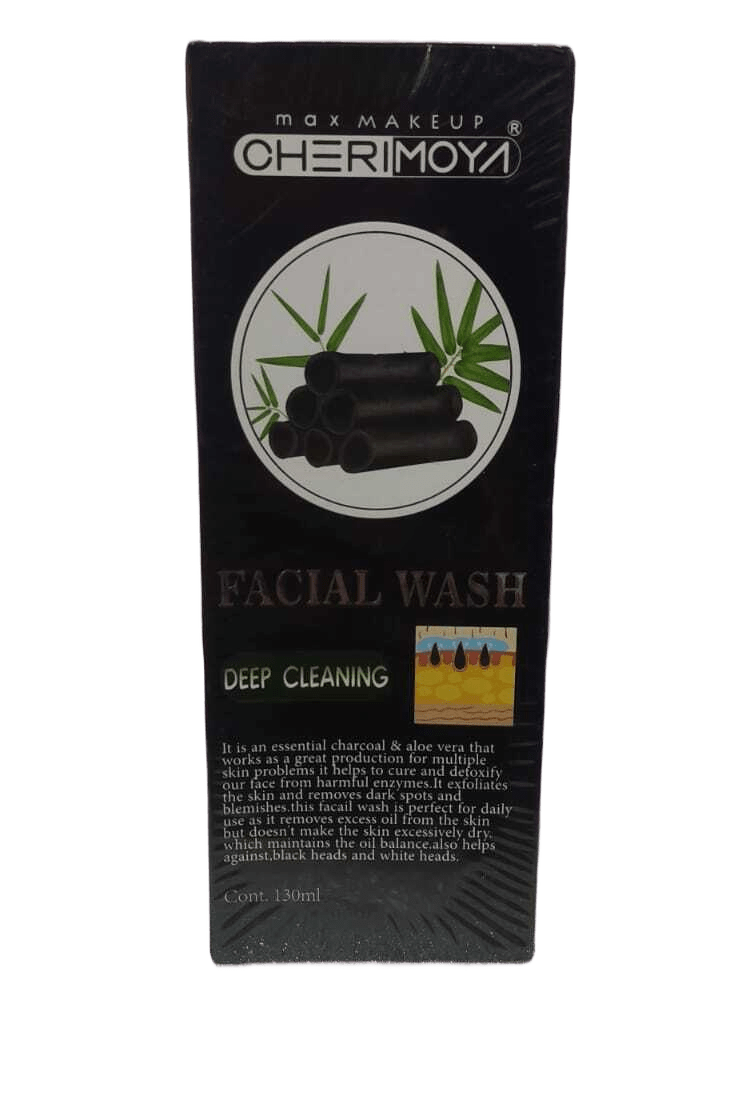 max MAKEUP
CHERIMOYA®
FACIAL WASH
DEEP CLEANING
It is an essential charcoal & aloe vera that
works as a great production for multiple
skin problems it helps to cure and detoxify
our face from harmful enzymes.It exfoliates
the skin and removes dark spots and
blemishes.this facail wash is perfect for daily
use as it removes excess oil from the skin
but doesn't make the skin excessively dry.
which maintains the oil balance.also helps
against,black heads and white heads.
Cont. 130ml